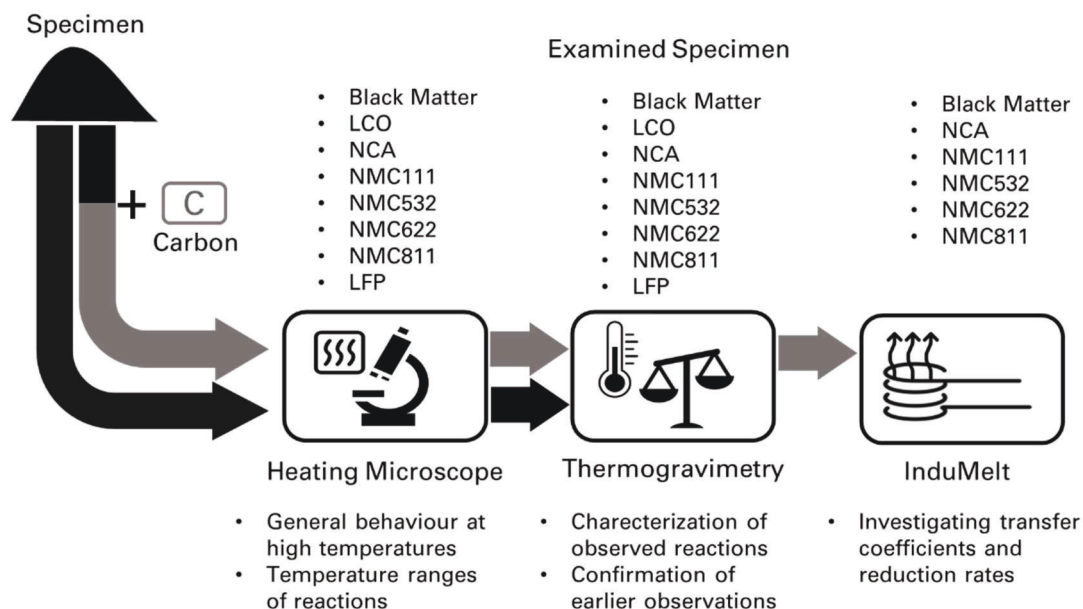 Specimen
Examined Specimen
• Black Matter
• LCO
• NCA
• NMC111
• NMC532
• NMC622
• NMC811
• LFP
• Black Matter
• LCO
• NCA
• NMC111
• NMC532
• NMC622
• NMC811
• LFP
• Black Matter
• NCA
• NMC111
• NMC532
• NMC622
• NMC811
+ C
Carbon
Heating Microscope
• General behaviour at
high temperatures
• Temperature ranges
of reactions
Thermogravimetry
• Charecterization of
observed reactions
• Confirmation of
earlier observations
InduMelt
• Investigating transfer
coefficients and
reduction rates